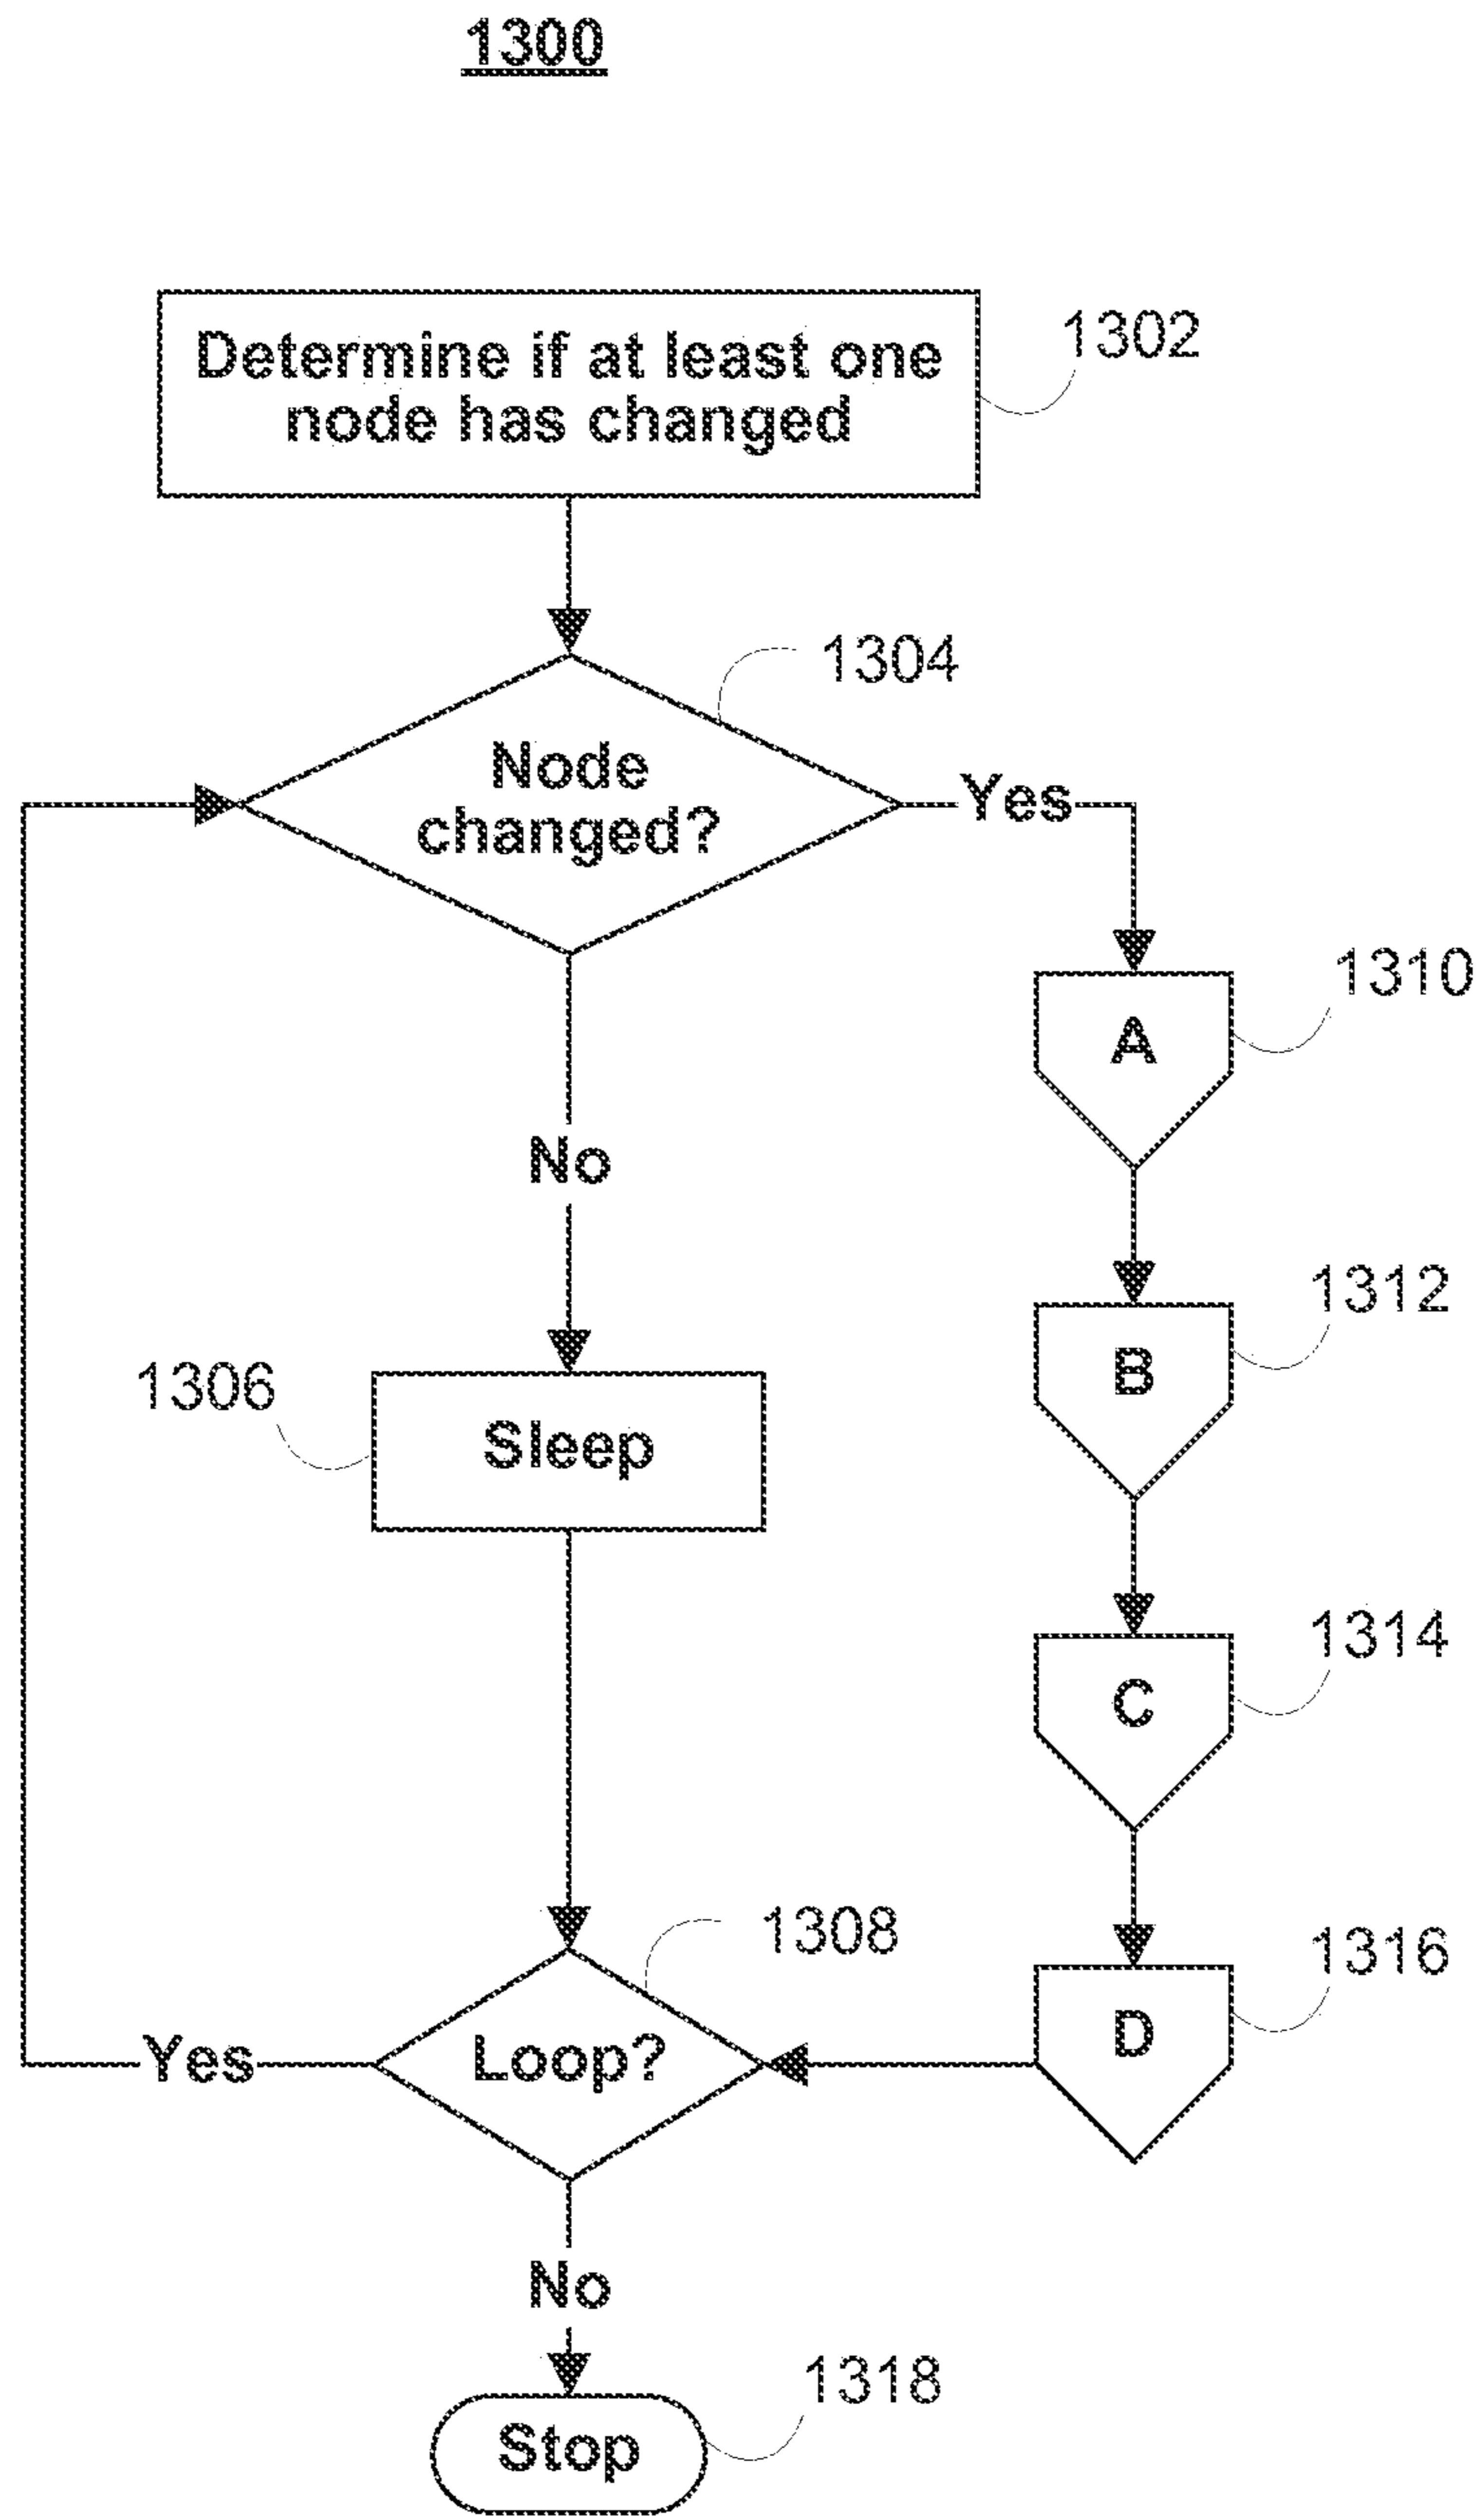 1300
Determine if at least one
node has changed
1302
1304
Node
changed?
Yes
1310
A
No
1312
B
1306
Sleep
1314
C
1308
1316
Yes
Loop?
D
No
1318
Stop